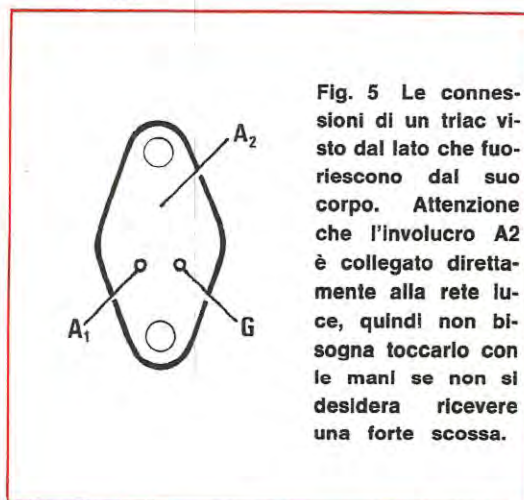 A₂
A₁
G
Fig. 5 Le connes-
sioni di un triac vi-
sto dal lato che fuo-
riescono dal suo
corpo. Attenzione
che l'involucro A2
è collegato diretta-
mente alla rete lu-
ce, quindi non bi-
sogna toccarlo con
le mani se non si
desidera ricevere
una forte scossa.